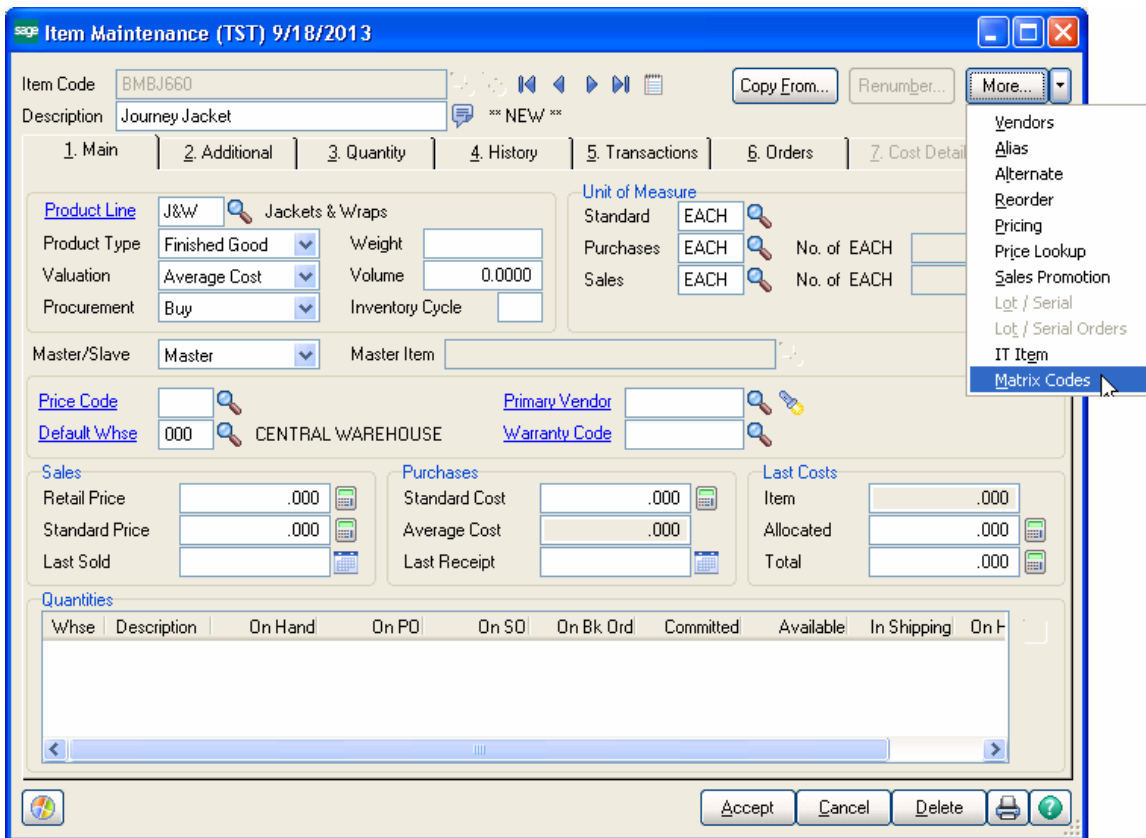 sage Item Maintenance (TST) 9/18/2013
Item Code BMBJ660 Copy From... Renumber... More...
Description Journey Jacket ** NEW **
1. Main 2. Additional 3. Quantity 4. History 5. Transactions 6. Orders 7. Cost Detail
Vendors
Alias
Alternate
Reorder
Pricing
Price Lookup
Sales Promotion
Lot / Serial
Lot / Serial Orders
IT Item
Matrix Codes
Product Line J&W Jackets & Wraps
Product Type Finished Good Weight
Valuation Average Cost Volume 0.0000
Procurement Buy Inventory Cycle
Unit of Measure
Standard EACH
Purchases EACH No. of EACH
Sales EACH No. of EACH
Master/Slave Master Master Item
Price Code Primary Vendor
Default Whse 000 CENTRAL WAREHOUSE Warranty Code
Sales
Retail Price .000
Standard Price .000
Last Sold
Purchases
Standard Cost .000
Average Cost .000
Last Receipt
Last Costs
Item .000
Allocated .000
Total .000
Quantities
Whse Description On Hand On PO On SO On Bk Ord Committed Available In Shipping On H
Accept Cancel Delete